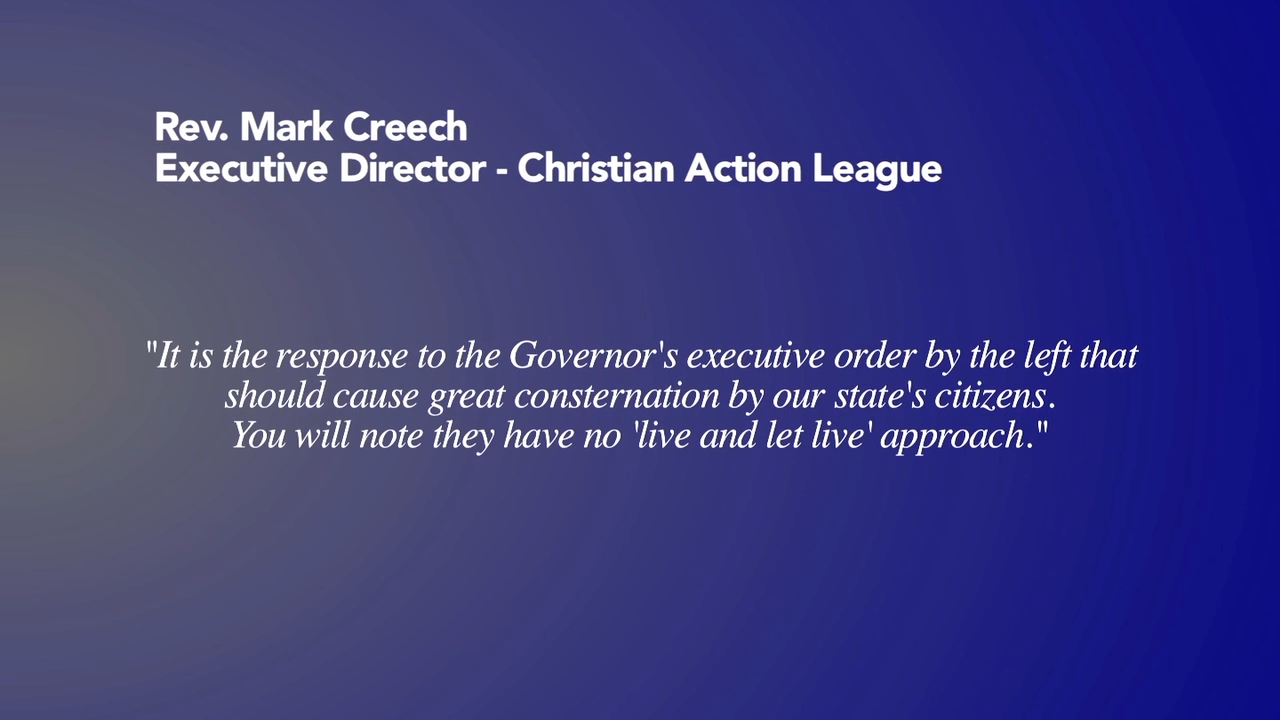 Rev. Mark Creech
Executive Director - Christian Action League
"It is the response to the Governor's executive order by the left that
should cause great consternation by our state's citizens.
You will note they have no 'live and let live' approach."